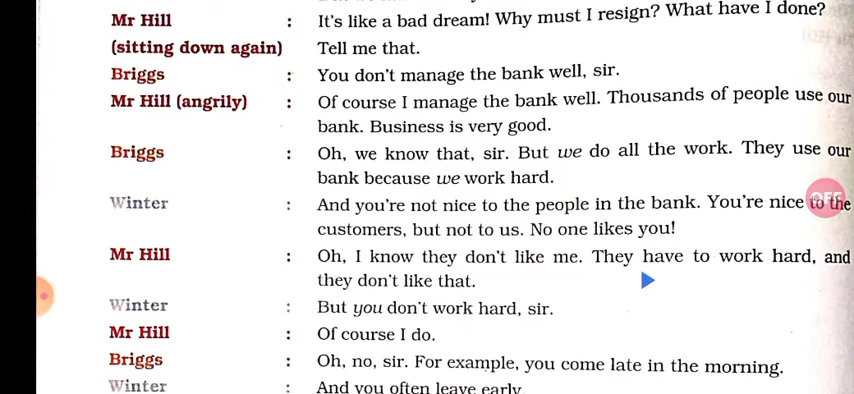 Mr Hill : It's like a bad dream! Why must I resign? What have I done?
(sitting down again) Tell me that.
Briggs : You don't manage the bank well, sir.
Mr Hill (angrily) : Of course I manage the bank well. Thousands of people use our
bank. Business is very good.
Briggs : Oh, we know that, sir. But we do all the work. They use our
bank because we work hard.
Winter : And you're not nice to the people in the bank. You're nice to the
customers, but not to us. No one likes you!
OFF
Mr Hill : Oh, I know they don't like me. They have to work hard, and
they don't like that.
Winter : But you don't work hard, sir.
Mr Hill : Of course I do.
Briggs : Oh, no, sir. For example, you come late in the morning.
Winter : And you often leave early